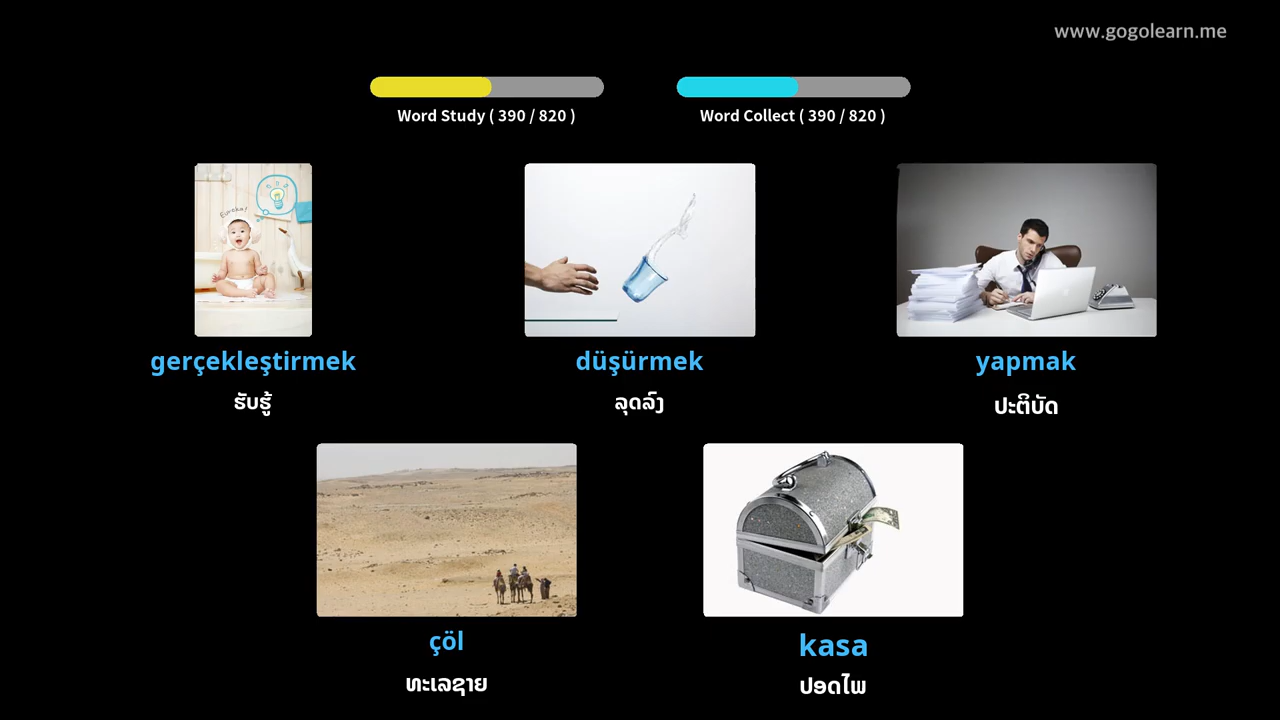 www.gogolearn.me
Word Study ( 390 / 820 )
Word Collect ( 390 / 820 )
Eureka!
gerçekleştirmek
ຮັບຮູ້
düşürmek
ລຸດລົງ
yapmak
ປະຕິບັດ
çöl
ທະເລຊາຍ
kasa
ປອດໄພ